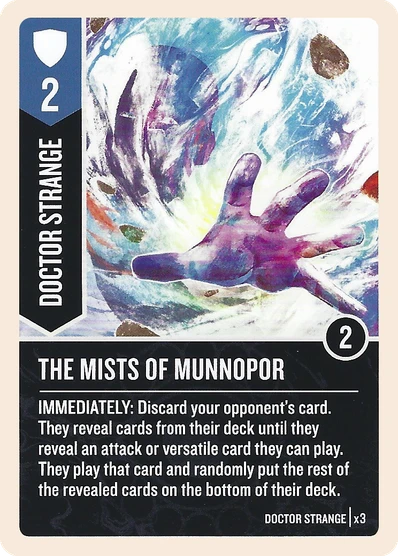 2
DOCTOR STRANGE
2
THE MISTS OF MUNNOPOR
IMMEDIATELY: Discard your opponent's card.
They reveal cards from their deck until they
reveal an attack or versatile card they can play.
They play that card and randomly put the rest of
the revealed cards on the bottom of their deck.
DOCTOR STRANGE | x3